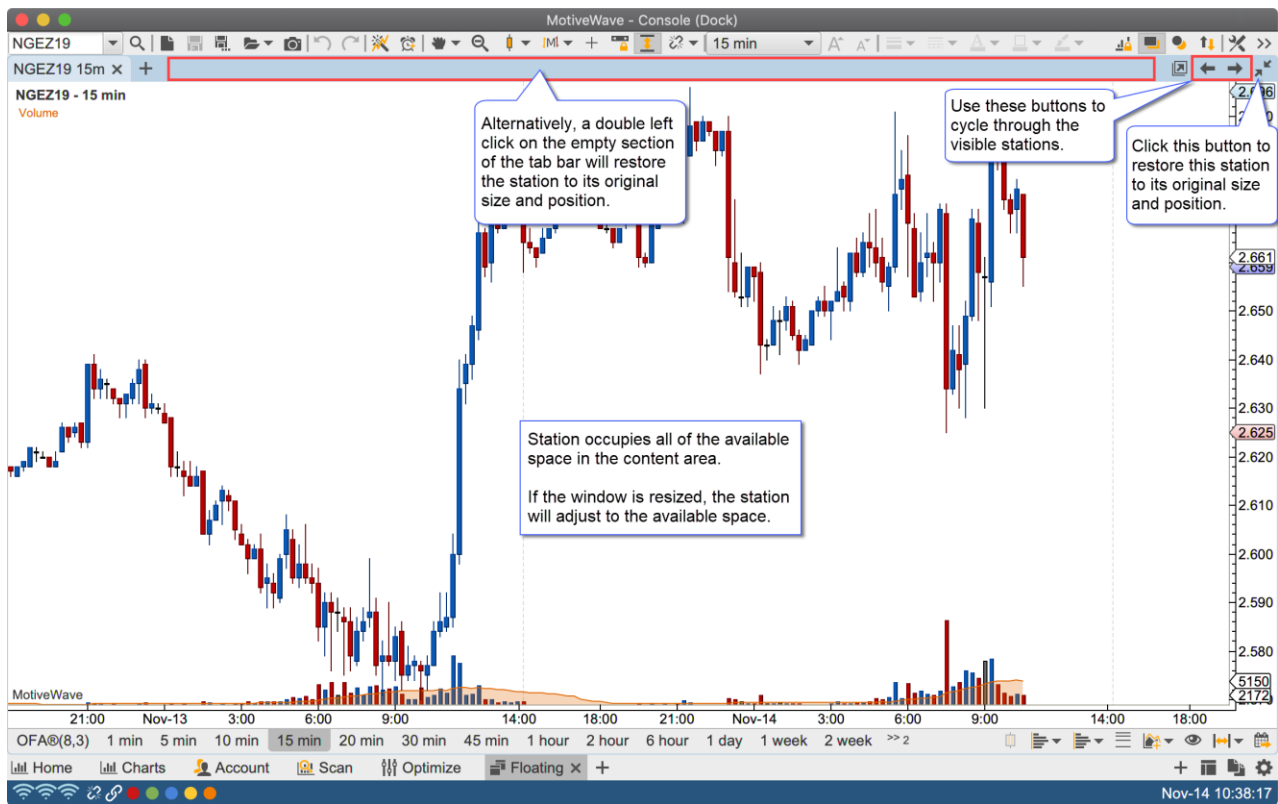 MotiveWave - Console (Dock)
NGEZ19
15 min
NGEZ19 15m
NGEZ19 - 15 min
Volume
Alternatively, a double left
click on the empty section
of the tab bar will restore
the station to its original
size and position.
Use these buttons to
cycle through the
visible stations.
Click this button to
restore this station
to its original size
and position.
Station occupies all of the available
space in the content area.
If the window is resized, the station
will adjust to the available space.
2.696
2.661
2.659
2.650
2.640
2.630
2.625
2.620
2.610
2.600
2.590
2.580
5150
2172
MotiveWave
21:00 Nov-13 3:00 6:00 9:00 14:00 18:00 21:00 Nov-14 3:00 6:00 9:00 14:00 18:00
OFA®(8,3) 1 min 5 min 10 min 15 min 20 min 30 min 45 min 1 hour 2 hour 6 hour 1 day 1 week 2 week >> 2
Home Charts Account Scan Optimize Floating
Nov-14 10:38:17